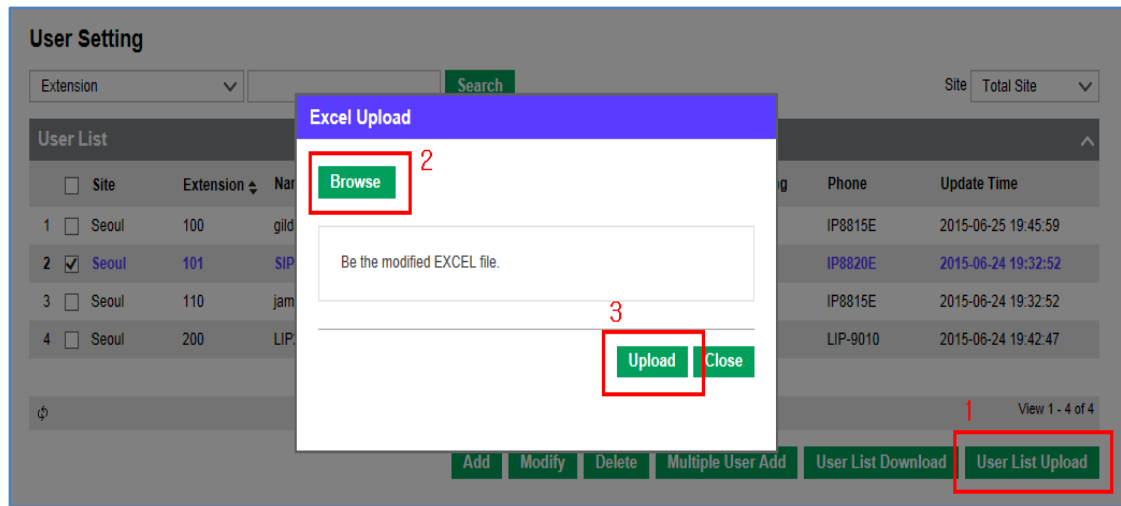 User Setting
Extension Search Site Total Site
Excel Upload
User List
2
Browse
Site Extension Nar g Phone Update Time
1 Seoul 100 gild IP8815E 2015-06-25 19:45:59
2 Seoul 101 SIP IP8820E 2015-06-24 19:32:52
Be the modified EXCEL file.
3 Seoul 110 jam IP8815E 2015-06-24 19:32:52
3
4 Seoul 200 LIP LIP-9010 2015-06-24 19:42:47
Upload Close
1
View 1 - 4 of 4
Add Modify Delete Multiple User Add User List Download User List Upload